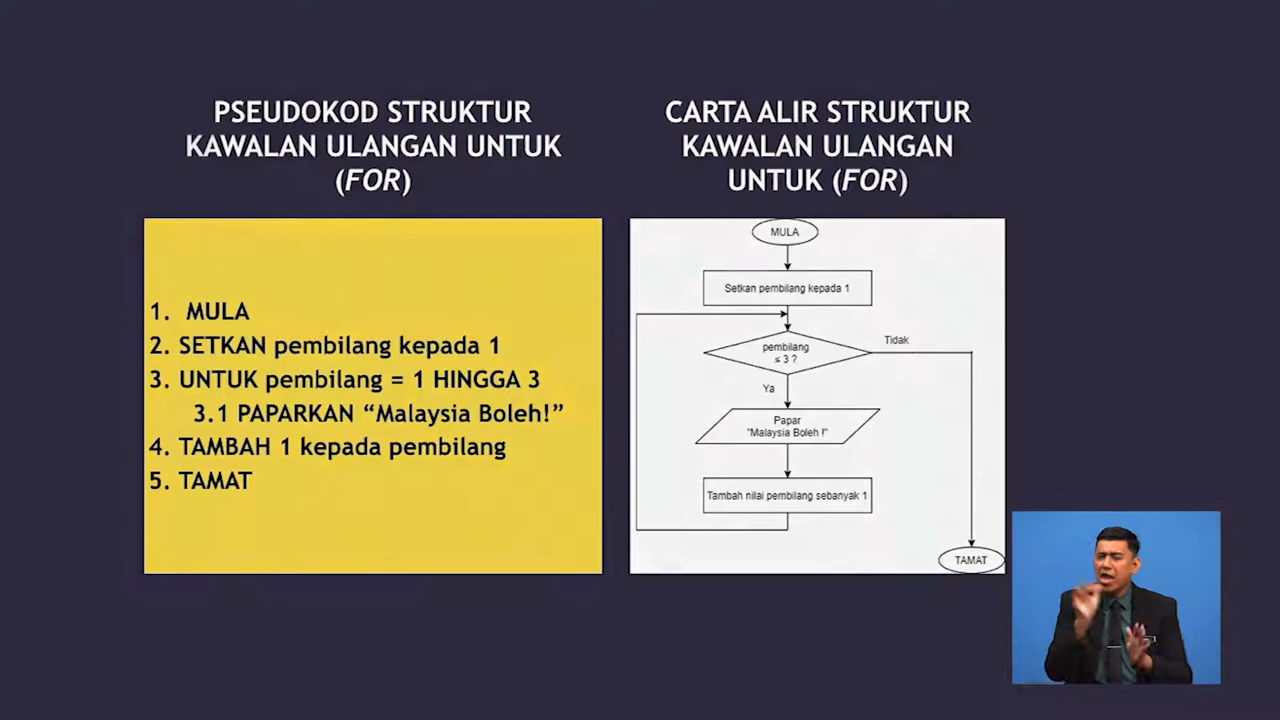 PSEUDOKOD STRUKTUR
KAWALAN ULANGAN UNTUK
(FOR)
1. MULA
2. SETKAN pembilang kepada 1
3. UNTUK pembilang = 1 HINGGA 3
3.1 PAPARKAN “Malaysia Boleh!”
4. TAMBAH 1 kepada pembilang
5. TAMAT
CARTA ALIR STRUKTUR
KAWALAN ULANGAN
UNTUK (FOR)
MULA
Setkan pembilang kepada 1
pembilang
≤ 3 ?
Tidak
Ya
Papar
"Malaysia Boleh !"
Tambah nilai pembilang sebanyak 1
TAMAT